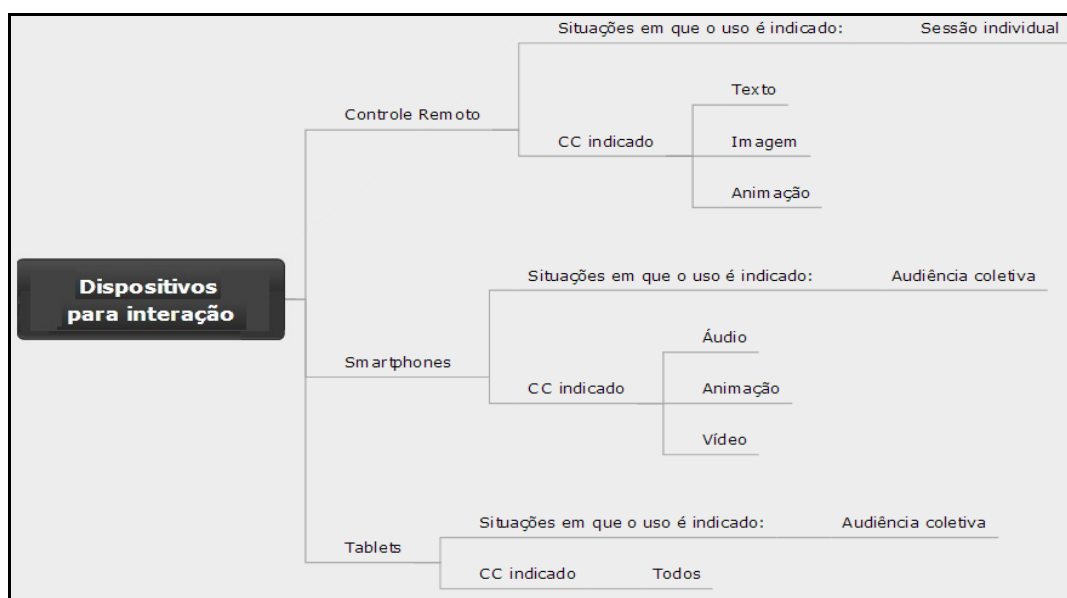 Situações em que o uso é indicado: Sessão individual
Texto
Controle Remoto
CC indicado
Imagem
Animação
Dispositivos
para interação
Situações em que o uso é indicado: Audiência coletiva
Áudio
Smartphones
CC indicado
Animação
Vídeo
Situações em que o uso é indicado: Audiência coletiva
Tablets
CC indicado Todos